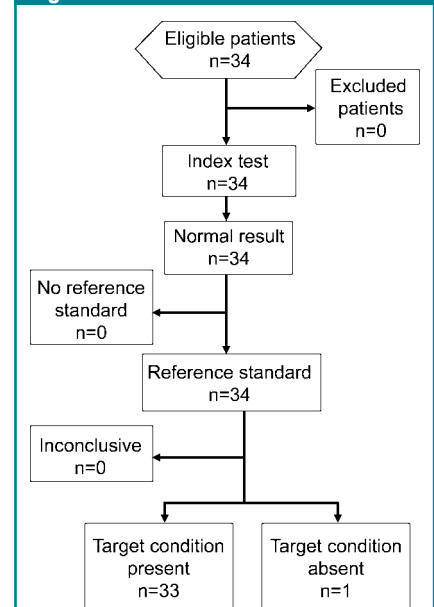 Eligible patients
n=34
Excluded
patients
n=0
Index test
n=34
Normal result
n=34
No reference
standard
n=0
Reference standard
n=34
Inconclusive
n=0
Target condition
present
n=33
Target condition
absent
n=1